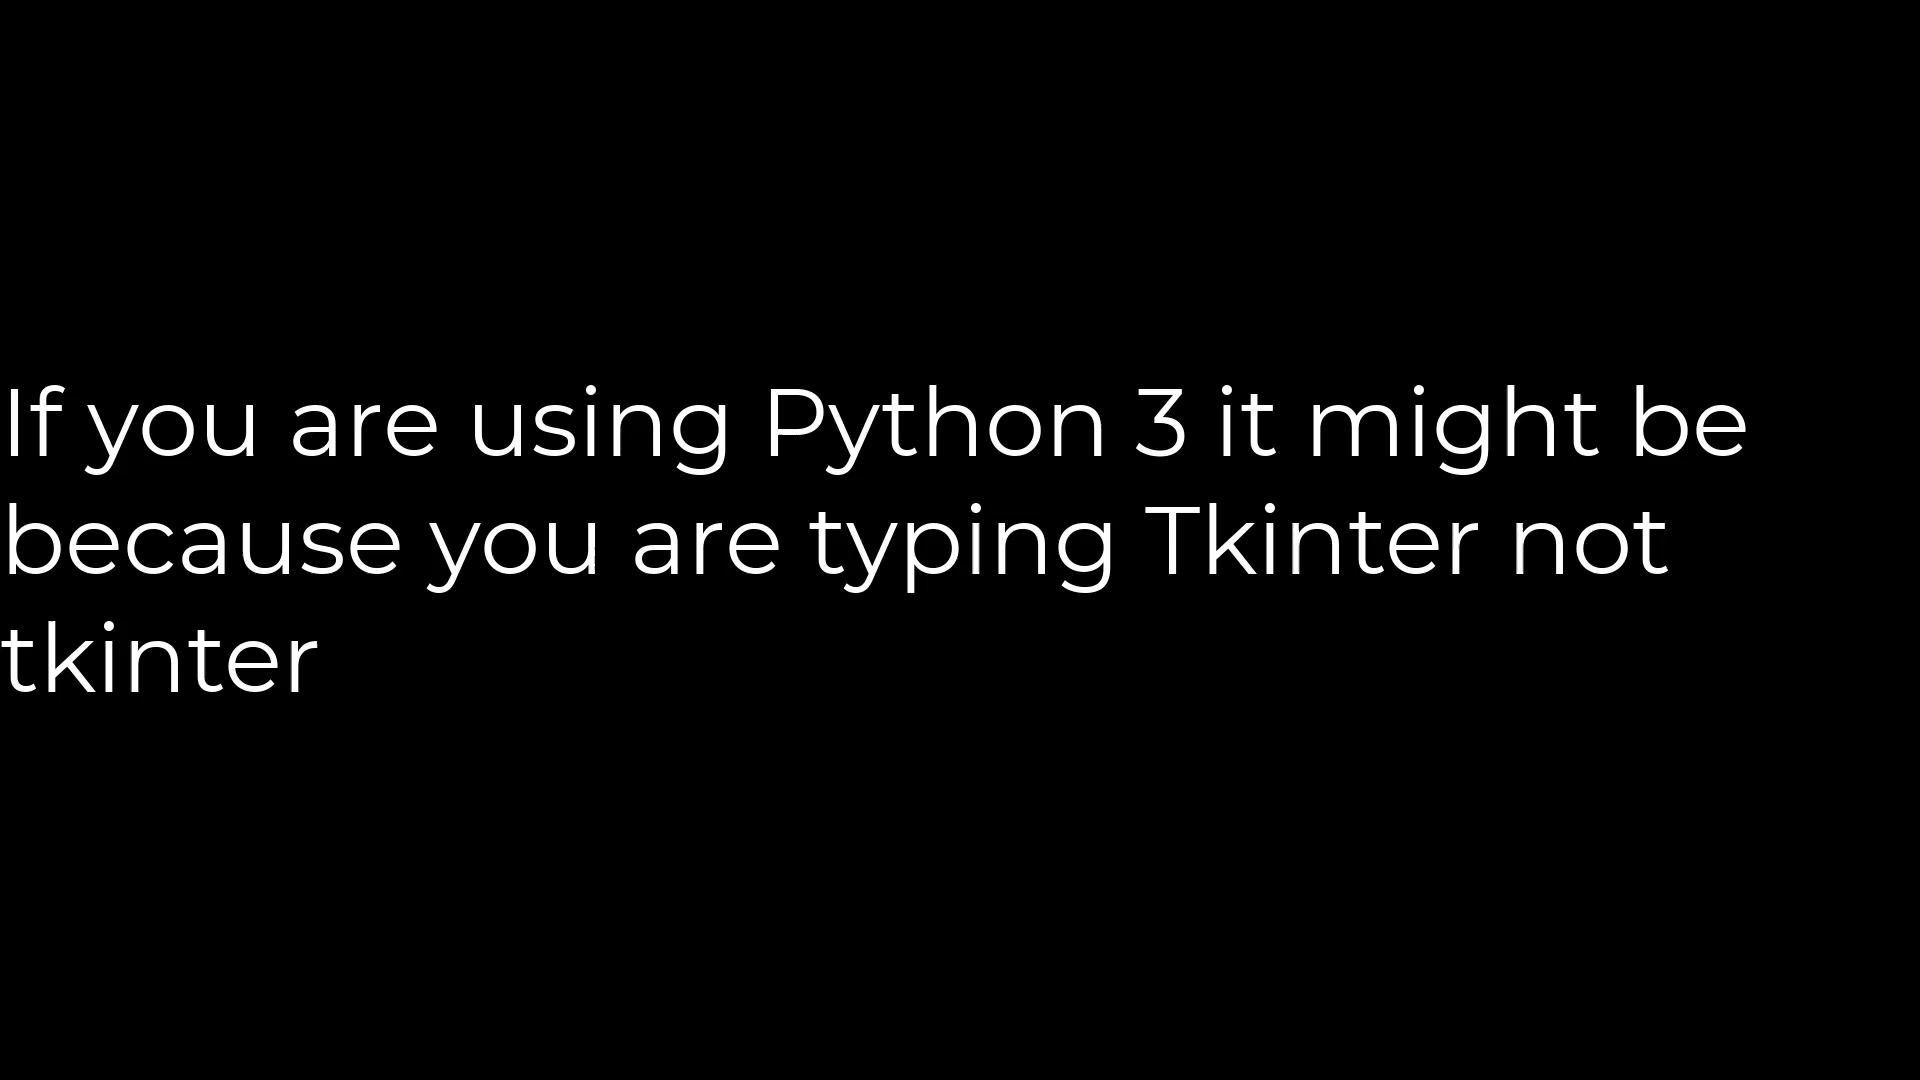 If you are using Python 3 it might be
because you are typing Tkinter not
tkinter